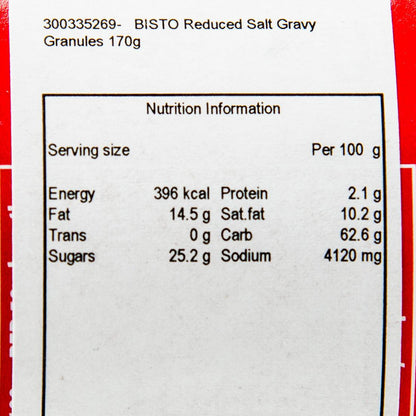 300335269- BISTO Reduced Salt Gravy
Granules 170g
Nutrition Information
Serving size Per 100 g
Energy 396 kcal Protein 2.1 g
Fat 14.5 g Sat.fat 10.2 g
Trans 0 g Carb 62.6 g
Sugars 25.2 g Sodium 4120 mg